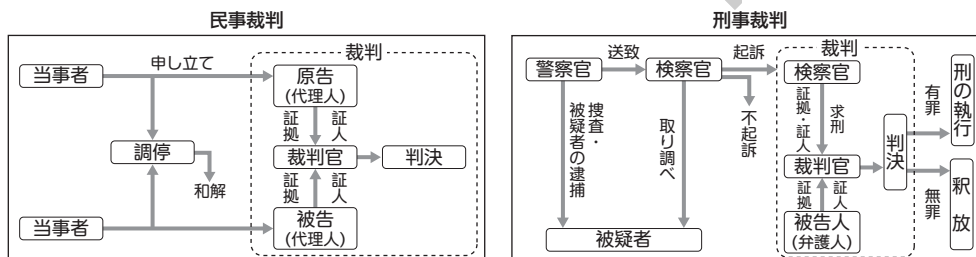 民事裁判
当事者
申し立て
調停
和解
当事者
裁判
原告
(代理人)
証拠
証人
裁判官
判決
証拠
証人
被告
(代理人)
刑事裁判
警察官
送致
検察官
起訴
不起訴
捜査・
被疑者の逮捕
取り調べ
被疑者
裁判
検察官
証拠・証人
求刑
裁判官
証拠
証人
被告人
(弁護人)
判決
有罪
刑の執行
無罪
釈放